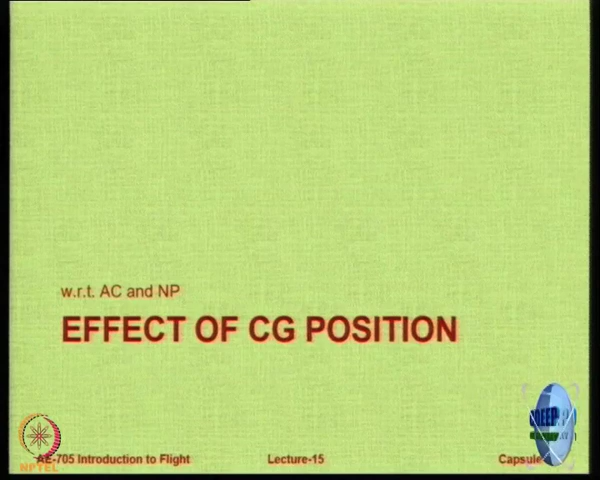 w.r.t. AC and NP
EFFECT OF CG POSITION
AE-705 Introduction to Flight
Lecture-15
Capsule
NPTEL